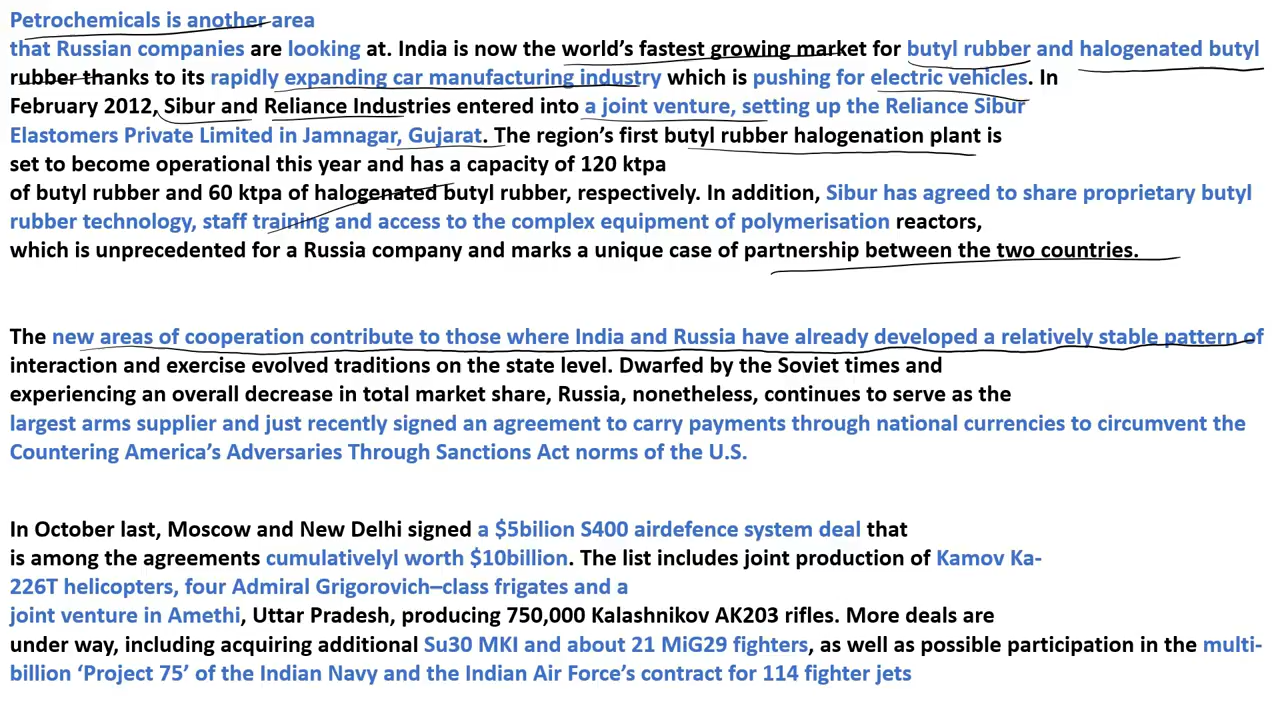 Petrochemicals is another area
that Russian companies are looking at. India is now the world's fastest growing market for butyl rubber and halogenated butyl
rubber thanks to its rapidly expanding car manufacturing industry which is pushing for electric vehicles. In
February 2012, Sibur and Reliance Industries entered into a joint venture, setting up the Reliance Sibur
Elastomers Private Limited in Jamnagar, Gujarat. The region's first butyl rubber halogenation plant is
set to become operational this year and has a capacity of 120 ktpa
of butyl rubber and 60 ktpa of halogenated butyl rubber, respectively. In addition, Sibur has agreed to share proprietary butyl
rubber technology, staff training and access to the complex equipment of polymerisation reactors,
which is unprecedented for a Russia company and marks a unique case of partnership between the two countries.
The new areas of cooperation contribute to those where India and Russia have already developed a relatively stable pattern of
interaction and exercise evolved traditions on the state level. Dwarfed by the Soviet times and
experiencing an overall decrease in total market share, Russia, nonetheless, continues to serve as the
largest arms supplier and just recently signed an agreement to carry payments through national currencies to circumvent the
Countering America's Adversaries Through Sanctions Act norms of the U.S.
In October last, Moscow and New Delhi signed a $5bilion S400 airdefence system deal that
is among the agreements cumulativelyl worth $10billion. The list includes joint production of Kamov Ka-
226T helicopters, four Admiral Grigorovich–class frigates and a
joint venture in Amethi, Uttar Pradesh, producing 750,000 Kalashnikov AK203 rifles. More deals are
under way, including acquiring additional Su30 MKI and about 21 MiG29 fighters, as well as possible participation in the multi-
billion 'Project 75' of the Indian Navy and the Indian Air Force's contract for 114 fighter jets